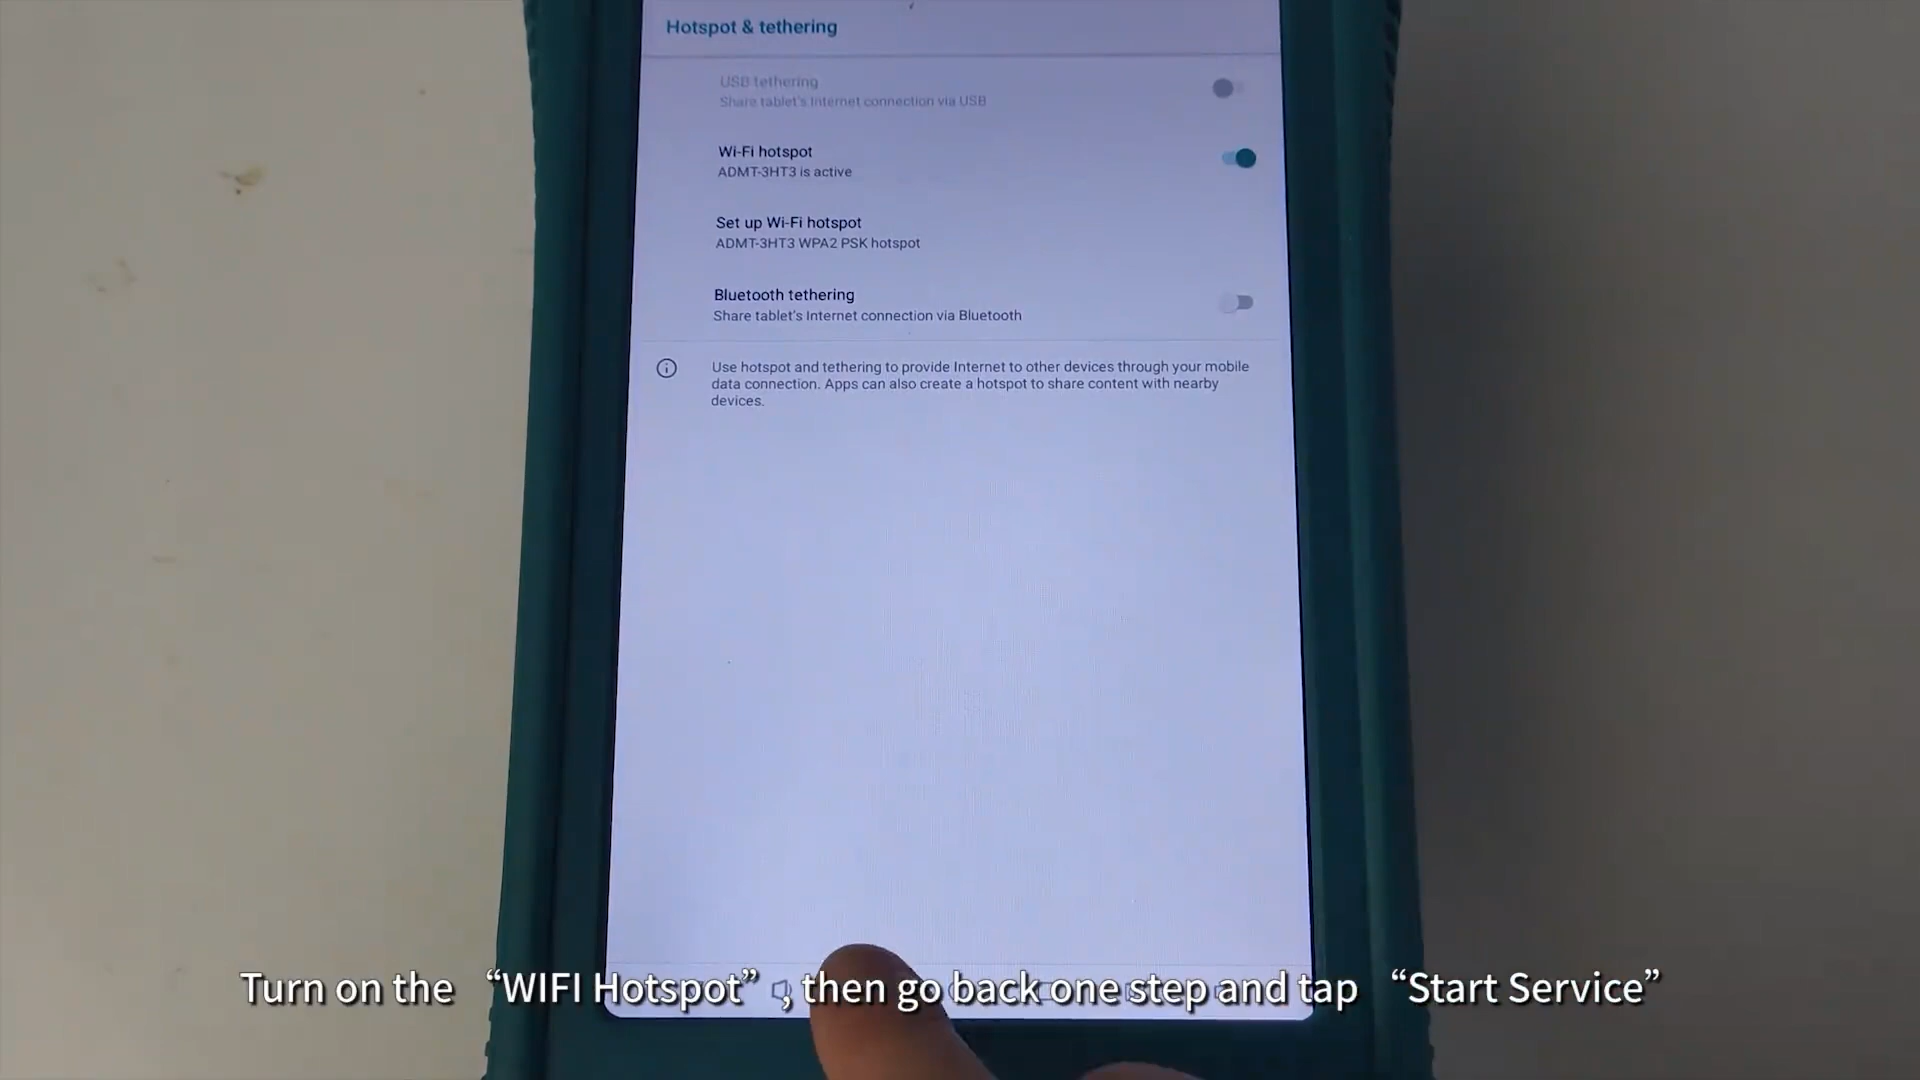 Hotspot & tethering
USB tethering
Share tablet's Internet connection via USB
Wi-Fi hotspot
ADMT-3HT3 is active
Set up Wi-Fi hotspot
ADMT-3HT3 WPA2 PSK hotspot
Bluetooth tethering
Share tablet's Internet connection via Bluetooth
Use hotspot and tethering to provide Internet to other devices through your mobile
data connection. Apps can also create a hotspot to share content with nearby
devices.
Turn on the “WIFI Hotspot”, then go back one step and tap “Start Service”